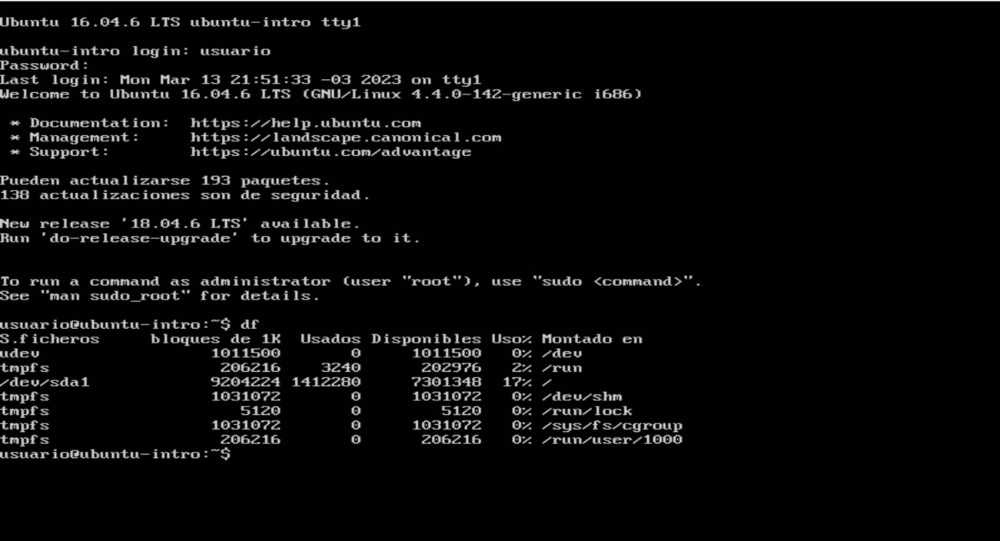 Ubuntu 16.04.6 LTS ubuntu-intro tty1
ubuntu-intro login: usuario
Password:
Last login: Mon Mar 13 21:51:33 -03 2023 on tty1
Welcome to Ubuntu 16.04.6 LTS (GNU/Linux 4.4.0-142-generic i686)
* Documentation:  https://help.ubuntu.com
* Management:     https://landscape.canonical.com
* Support:        https://ubuntu.com/advantage
Pueden actualizarse 193 paquetes.
138 actualizaciones son de seguridad.
New release '18.04.6 LTS' available.
Run 'do-release-upgrade' to upgrade to it.
To run a command as administrator (user "root"), use "sudo <command>".
See "man sudo_root" for details.
usuario@ubuntu-intro:~$ df
S.ficheros     bloques de 1K  Usados Disponibles Uso% Montado en
udev                 1011500       0     1011500   0% /dev
tmpfs                 206216    3240      202976   2% /run
/dev/sda1            9204224 1412280     7301348  17% /
tmpfs                1031072       0     1031072   0% /dev/shm
tmpfs                   5120       0        5120   0% /run/lock
tmpfs                1031072       0     1031072   0% /sys/fs/cgroup
tmpfs                 206216       0      206216   0% /run/user/1000
usuario@ubuntu-intro:~$